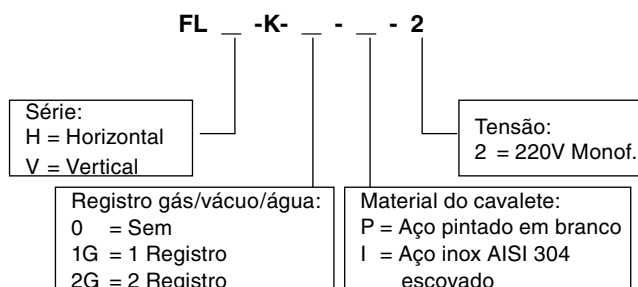 FL _ -K- _ - _ - 2
Série:
H = Horizontal
V = Vertical
Tensão:
2 = 220V Monof.
Registro gás/vácuo/água:
0 = Sem
1G = 1 Registro
2G = 2 Registro
Material do cavalete:
P = Aço pintado em branco
I = Aço inox AISI 304
escovado